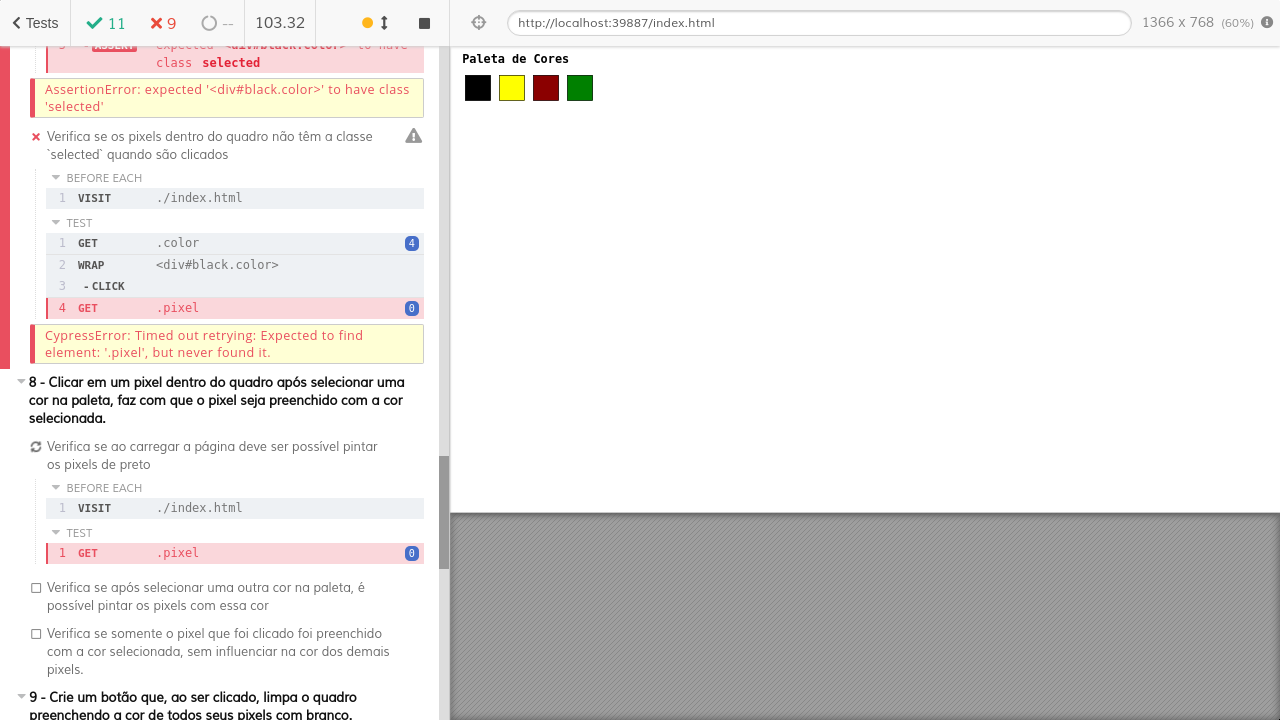 Tests
11
9
--
103.32
http://localhost:39887/index.html
1366 x 768 (60%)
3 - ASSERT expected <div#black.color> to have
class selected
AssertionError: expected '<div#black.color>' to have class
'selected'
Verifica se os pixels dentro do quadro não têm a classe
`selected` quando são clicados
BEFORE EACH
1 VISIT ./index.html
TEST
1 GET .color 4
2 WRAP <div#black.color>
3 - CLICK
4 GET .pixel 0
CypressError: Timed out retrying: Expected to find
element: '.pixel', but never found it.
8 - Clicar em um pixel dentro do quadro após selecionar uma
cor na paleta, faz com que o pixel seja preenchido com a cor
selecionada.
Verifica se ao carregar a página deve ser possível pintar
os pixels de preto
BEFORE EACH
1 VISIT ./index.html
TEST
1 GET .pixel 0
Verifica se após selecionar uma outra cor na paleta, é
possível pintar os pixels com essa cor
Verifica se somente o pixel que foi clicado foi preenchido
com a cor selecionada, sem influenciar na cor dos demais
pixels.
9 - Crie um botão que, ao ser clicado, limpa o quadro
preenchendo a cor de todos seus pixels com branco.
Paleta de Cores